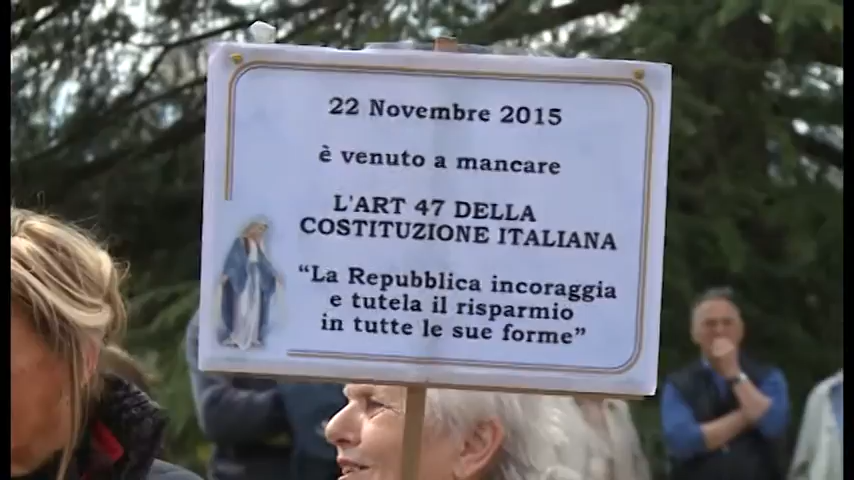 22 Novembre 2015
è venuto a mancare
L'ART 47 DELLA
COSTITUZIONE ITALIANA
“La Repubblica incoraggia
e tutela il risparmio
in tutte le sue forme”